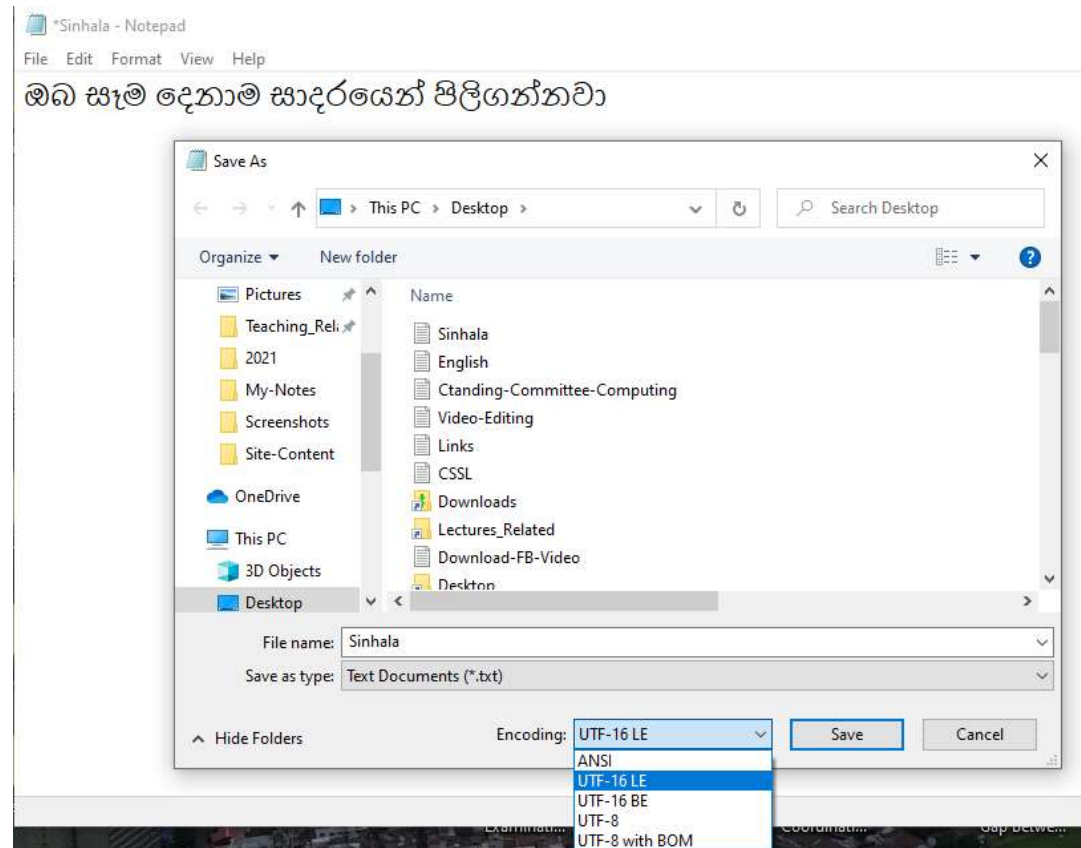 *Sinhala - Notepad
File Edit Format View Help
ඔබ සෑම දෙනාම සාදරයෙන් පිලිගන්නවා
Save As
This PC > Desktop >
Search Desktop
Organize
New folder
Pictures
Teaching_Rel
2021
My-Notes
Screenshots
Site-Content
OneDrive
This PC
3D Objects
Desktop
Name
Sinhala
English
Ctanding-Committee-Computing
Video-Editing
Links
CSSL
Downloads
Lectures_Related
Download-FB-Video
Desktop
File name: Sinhala
Save as type: Text Documents (*.txt)
Hide Folders
Encoding: UTF-16 LE
Save
Cancel
ANSI
UTF-16 LE
UTF-16 BE
UTF-8
UTF-8 with BOM